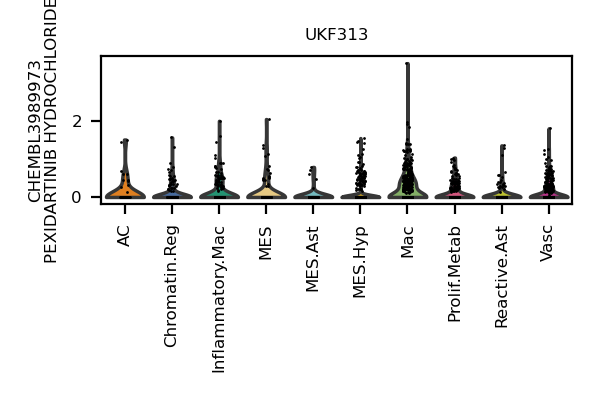 UKF313
CHEMBL3989973
PEXIDARTINIB HYDROCHLORIDE
2
0
AC
Chromatin.Reg
Inflammatory.Mac
MES
MES.Ast
MES.Hyp
Mac
Prolif.Metab
Reactive.Ast
Vasc